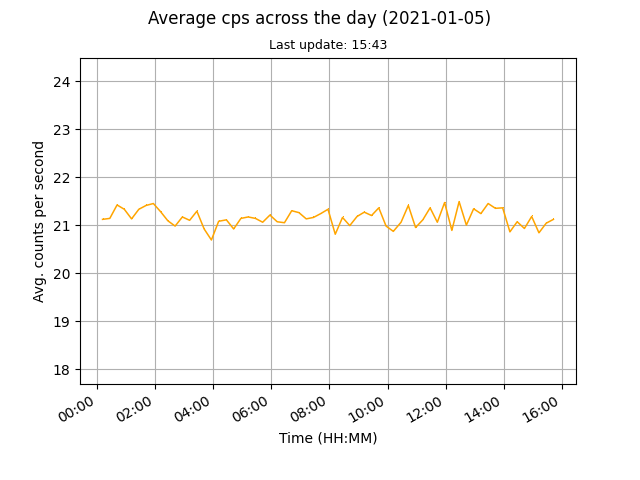 Average cps across the day (2021-01-05)
Last update: 15:43
24
23
22
21
20
19
18
Avg. counts per second
00:00 02:00 04:00 06:00 08:00 10:00 12:00 14:00 16:00
Time (HH:MM)